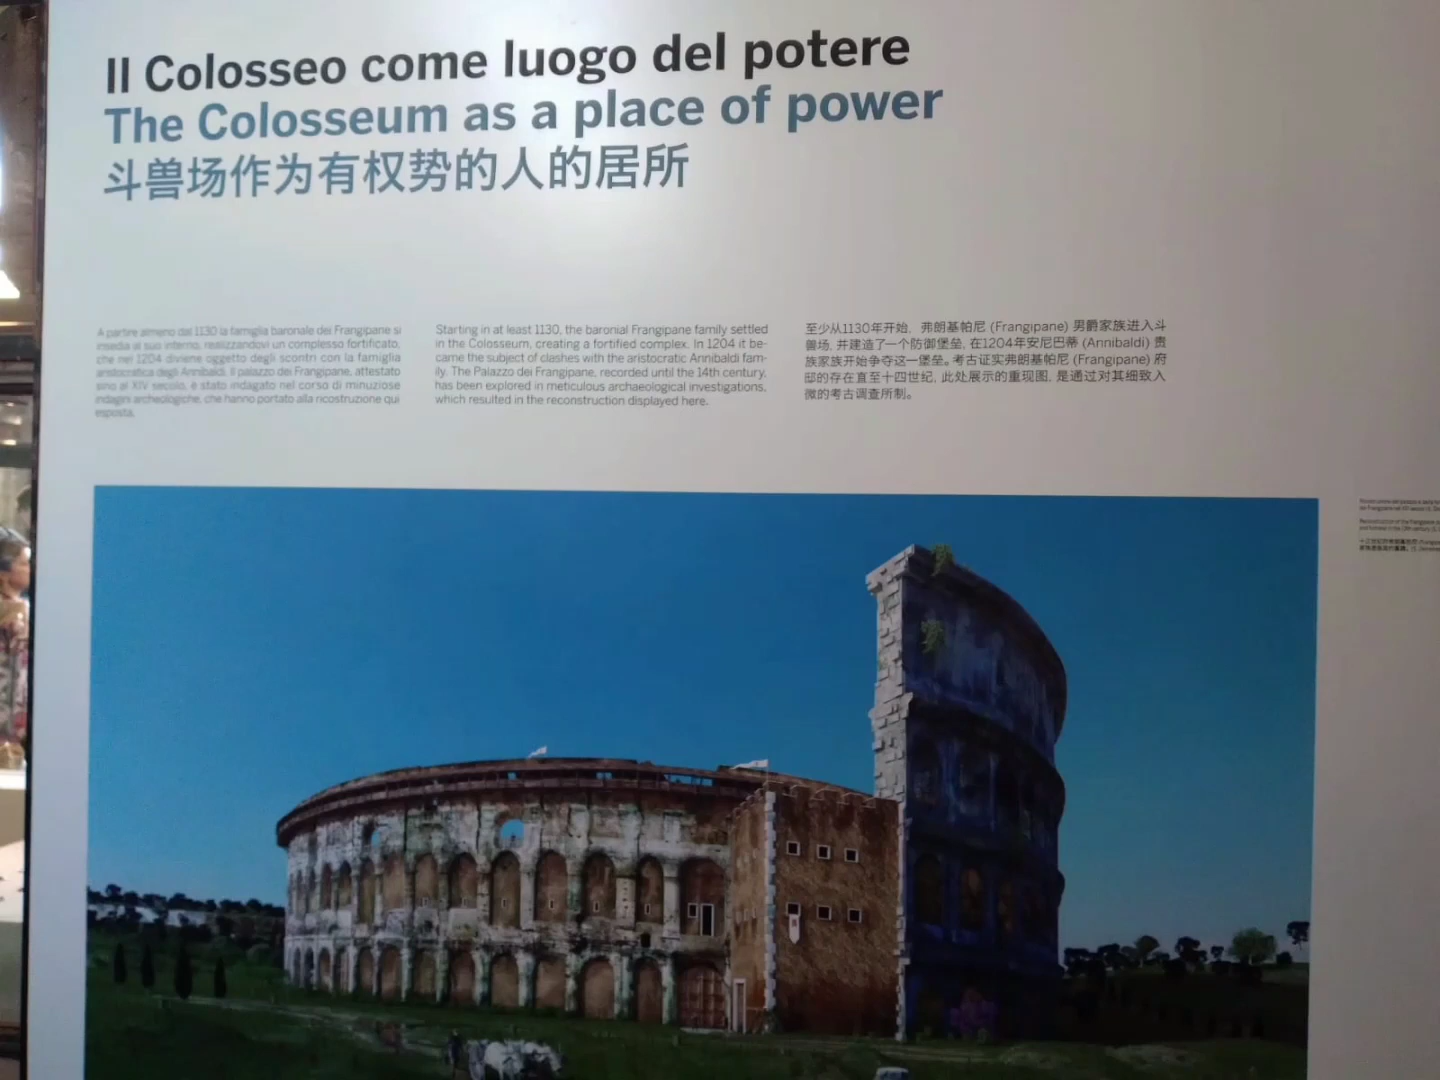 Il Colosseo come luogo del potere
The Colosseum as a place of power
斗兽场作为有权势的人的居所
A partire almeno dal 1130 la famiglia baronale dei Frangipane si
insedia al suo interno, realizzandovi un complesso fortificato,
che nel 1204 diviene oggetto degli scontri con la famiglia
aristocratica degli Annibaldi. Il palazzo dei Frangipane, attestato
sino al XIV secolo, è stato indagato nel corso di minuziose
indagini archeologiche, che hanno portato alla ricostruzione qui
esposta.
Starting in at least 1130, the baronial Frangipane family settled
in the Colosseum, creating a fortified complex. In 1204 it be-
came the subject of clashes with the aristocratic Annibaldi fam-
ily. The Palazzo dei Frangipane, recorded until the 14th century,
has been explored in meticulous archaeological investigations,
which resulted in the reconstruction displayed here.
至少从1130年开始, 弗朗基帕尼 (Frangipane) 男爵家族进入斗
兽场, 并建造了一个防御堡垒, 在1204年安尼巴蒂 (Annibaldi) 贵
族家族开始争夺这一堡垒。考古证实弗朗基帕尼 (Frangipane) 府
邸的存在直至十四世纪, 此处展示的重现图, 是通过对其细致入
微的考古调查所制。